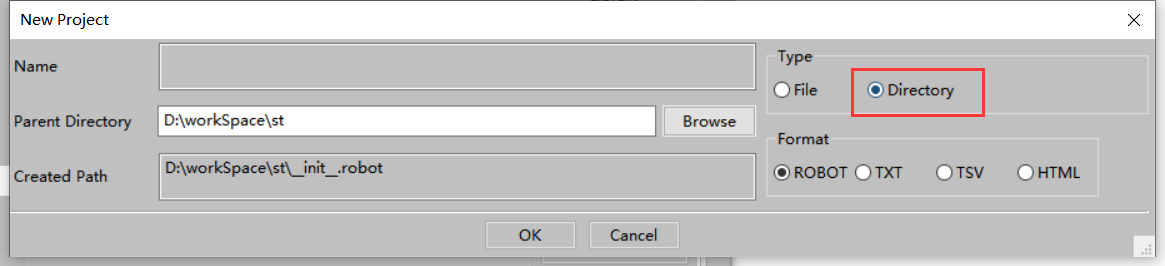 New Project
Name
Parent Directory
D:\workSpace\st
Browse
Created Path
D:\workSpace\st\__init__.robot
Type
File
Directory
Format
ROBOT
TXT
TSV
HTML
OK
Cancel